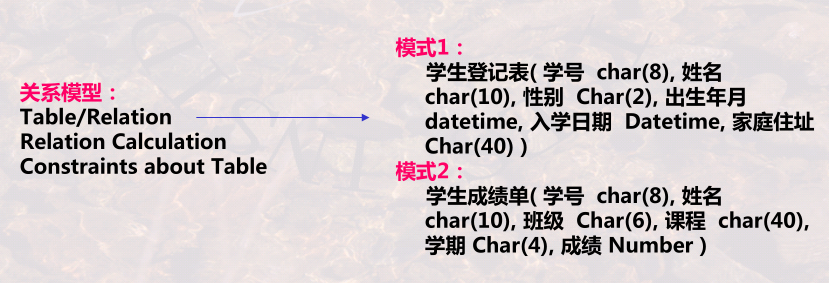 关系模型：
Table/Relation
Relation Calculation
Constraints about Table
模式1：
学生登记表( 学号 char(8), 姓名
char(10), 性别 Char(2), 出生年月
datetime, 入学日期 Datetime, 家庭住址
Char(40) )
模式2：
学生成绩单( 学号 char(8), 姓名
char(10), 班级 Char(6), 课程 char(40),
学期 Char(4), 成绩 Number )